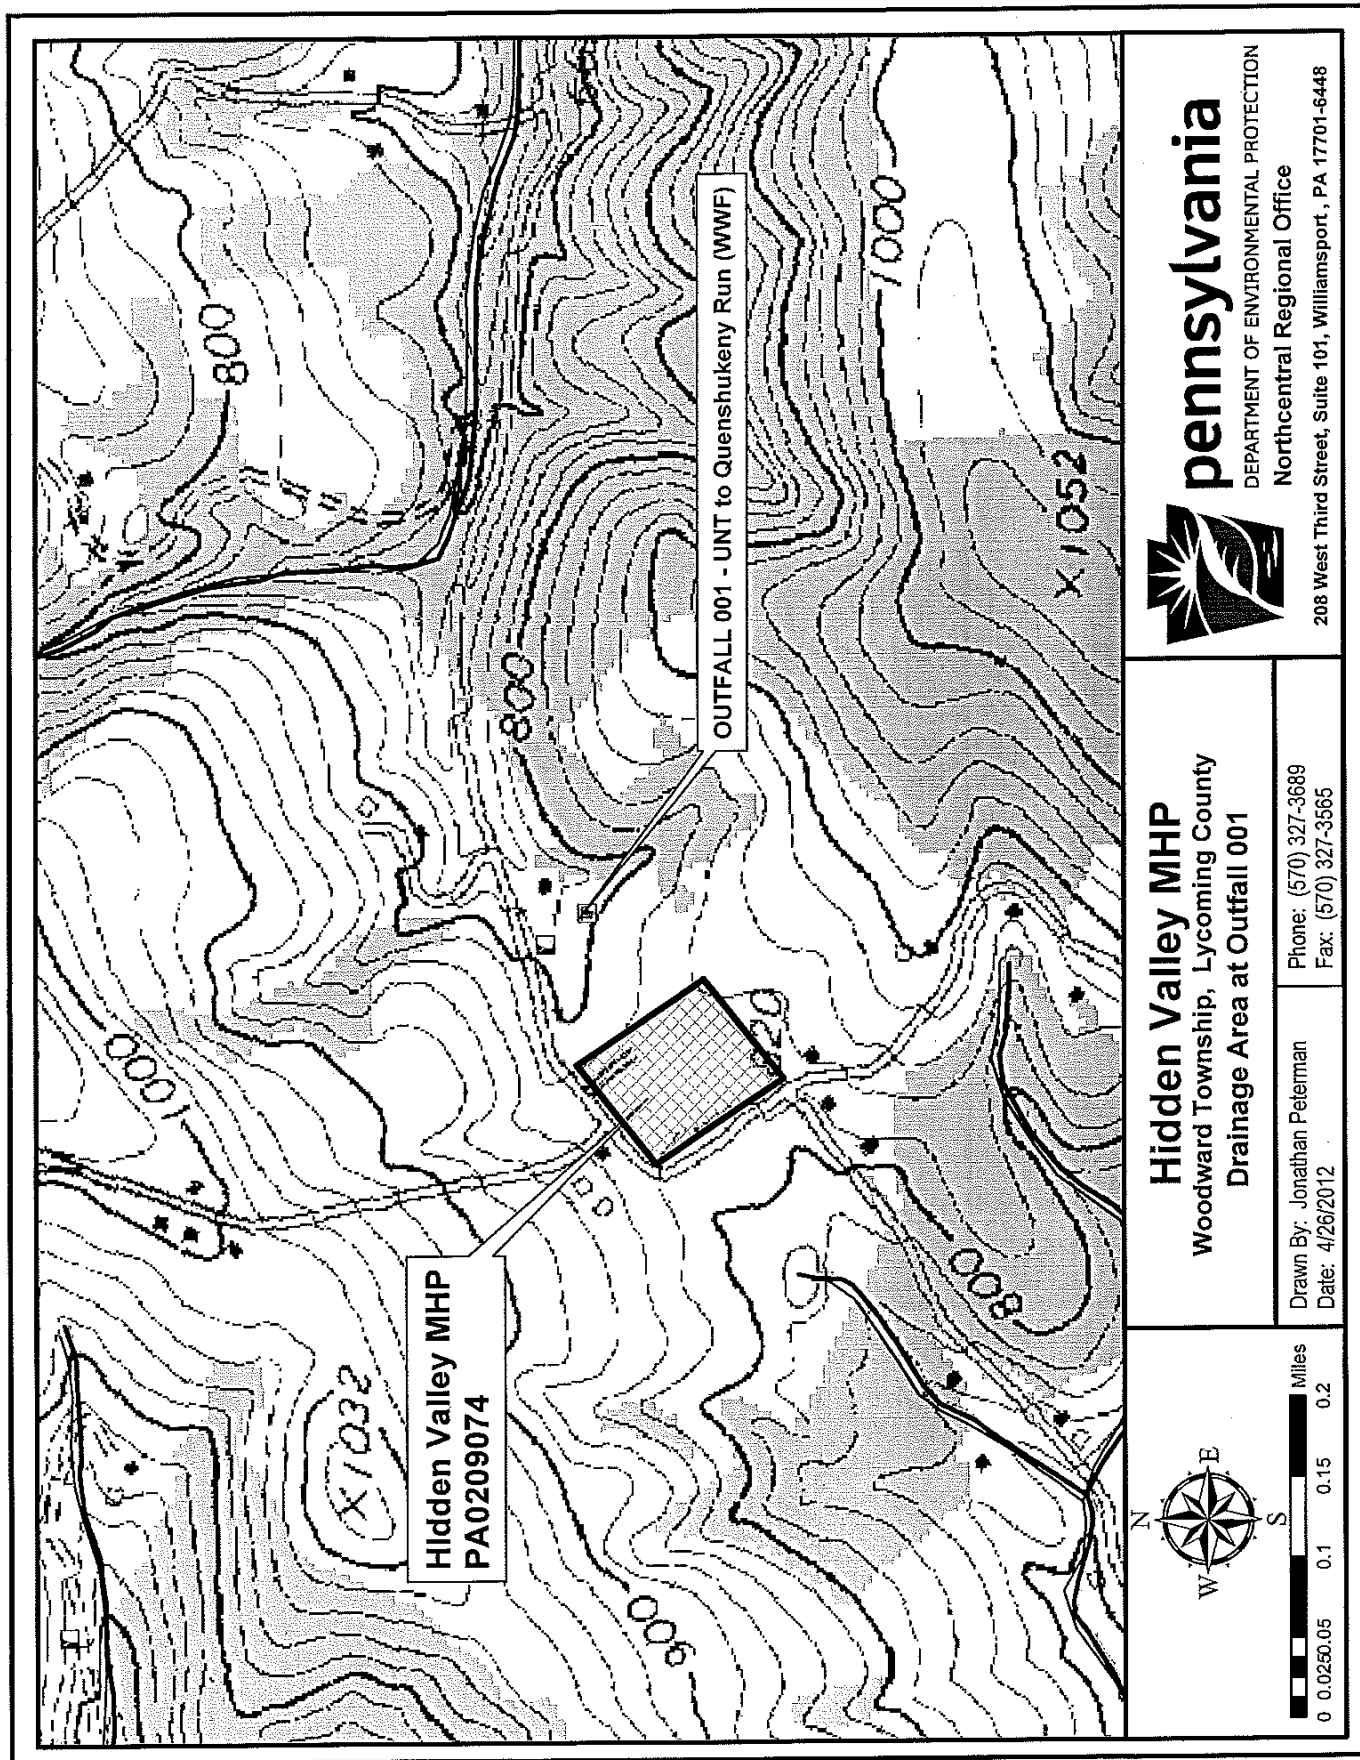 1000
800
X1032
HIdden Valley MHP
PA0209074
800
900
OUTFALL 001 - UNT to Quenshukeny Run (WWF)
1000
800
X1052
N
W E
S
Miles
0 0.0250.05 0.1 0.15 0.2
Hidden Valley MHP
Woodward Township, Lycoming County
Drainage Area at Outfall 001
Drawn By: Jonathan Peterman
Date: 4/26/2012
Phone: (570) 327-3689
Fax: (570) 327-3565
pennsylvania
DEPARTMENT OF ENVIRONMENTAL PROTECTION
Northcentral Regional Office
208 West Third Street, Suite 101, Williamsport, PA 17701-6448